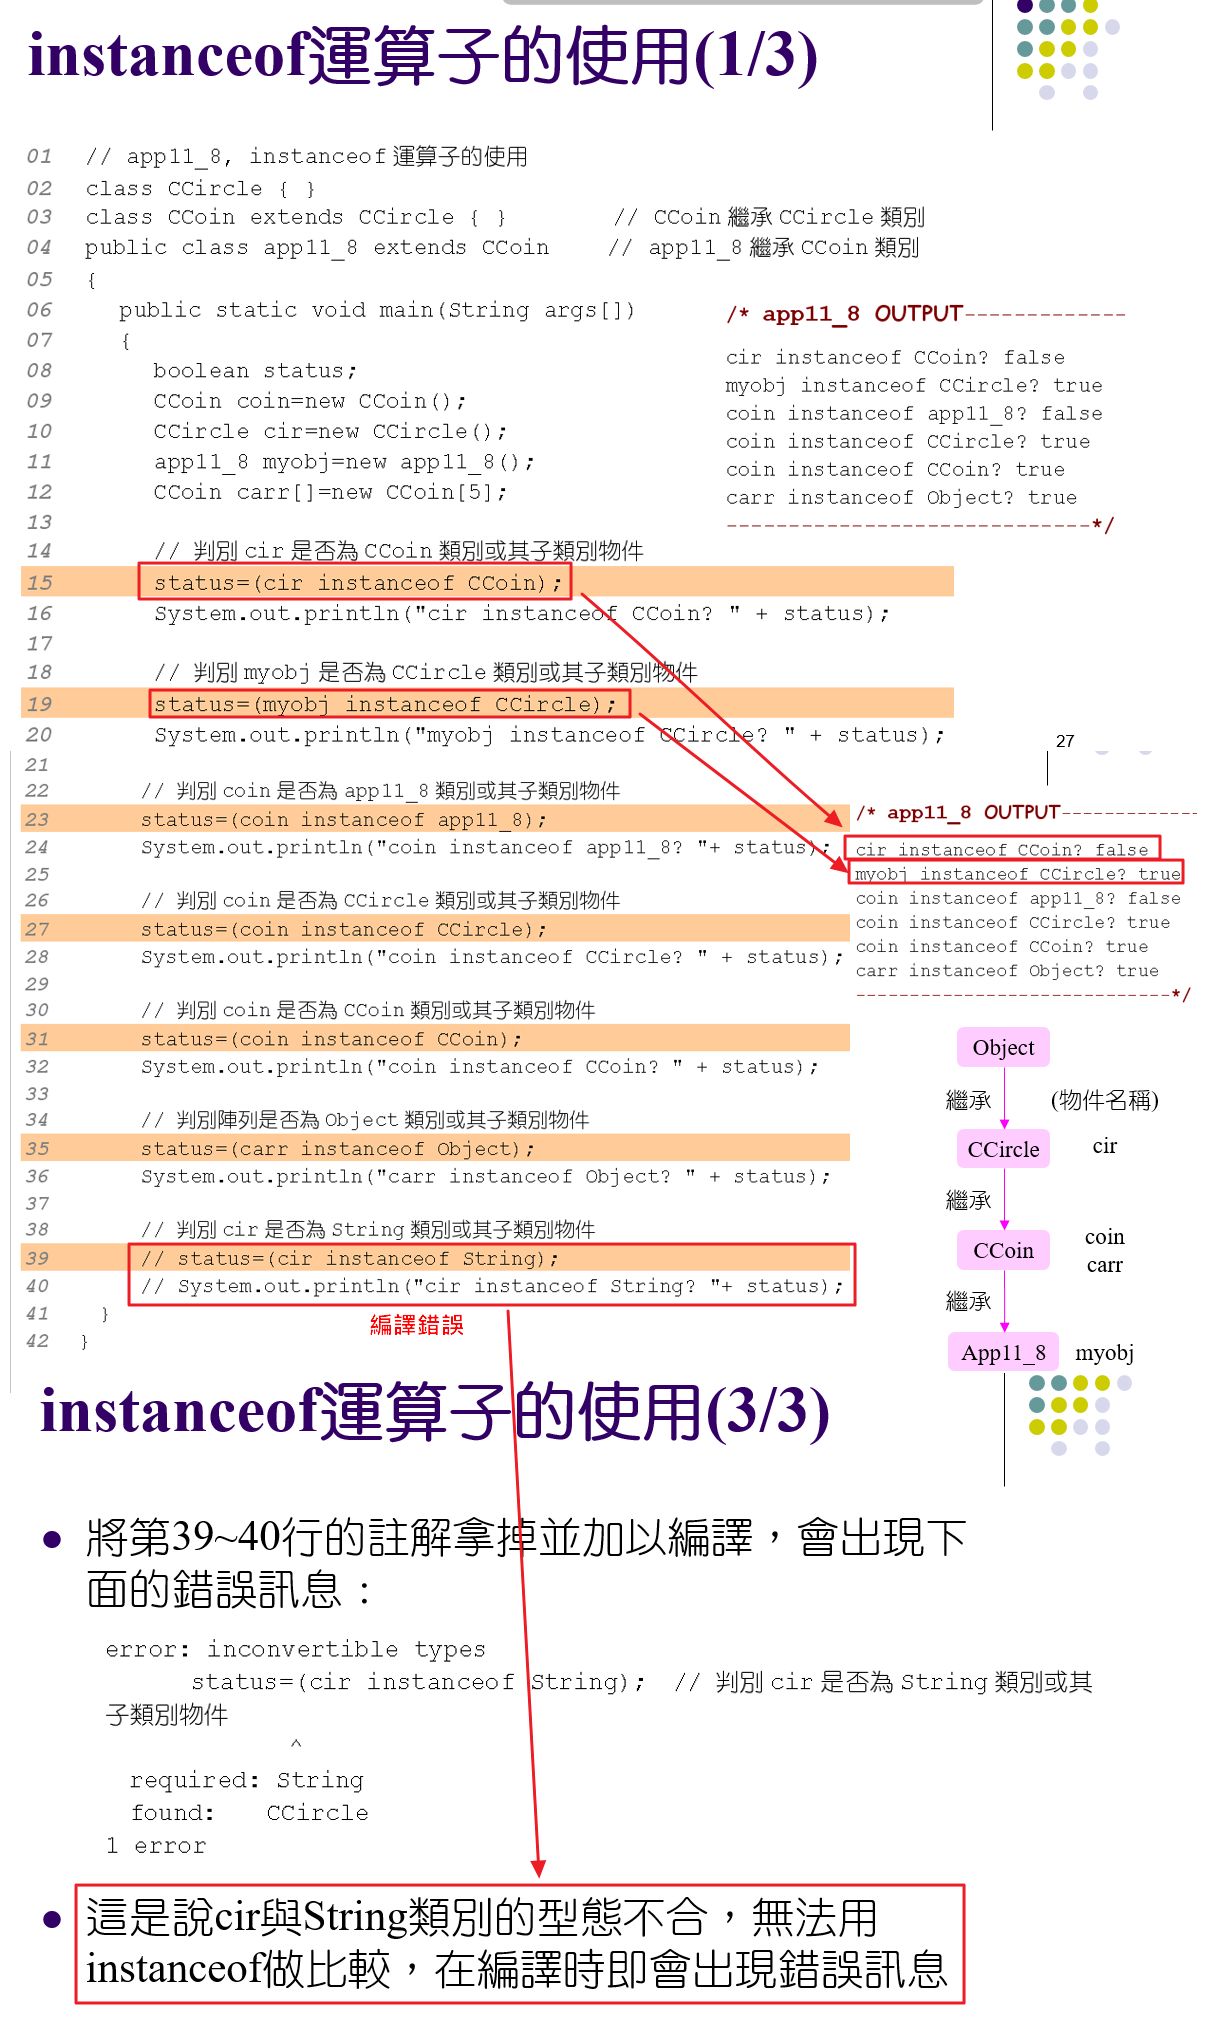 instanceof運算子的使用(1/3)
01 // app11_8, instanceof 運算子的使用
02 class CCircle { }
03 class CCoin extends CCircle { } // CCoin 繼承 CCircle 類別
04 public class app11_8 extends CCoin // app11_8 繼承 CCoin 類別
05 {
06 public static void main(String args[])
07 {
08 boolean status;
09 CCoin coin=new CCoin();
10 CCircle cir=new CCircle();
11 app11_8 myobj=new app11_8();
12 CCoin carr[]=new CCoin[5];
13
14 // 判別 cir 是否為 CCoin 類別或其子類別物件
15 status=(cir instanceof CCoin);
16 System.out.println("cir instanceof CCoin? " + status);
17
18 // 判別 myobj 是否為 CCircle 類別或其子類別物件
19 status=(myobj instanceof CCircle);
20 System.out.println("myobj instanceof CCircle? " + status);
/* app11_8 OUTPUT-------------
cir instanceof CCoin? false
myobj instanceof CCircle? true
coin instanceof app11_8? false
coin instanceof CCircle? true
coin instanceof CCoin? true
carr instanceof Object? true
-----------------------------*/
27
21
22 // 判別 coin 是否為 app11_8 類別或其子類別物件
23 status=(coin instanceof app11_8);
24 System.out.println("coin instanceof app11_8? "+ status);
25
26 // 判別 coin 是否為 CCircle 類別或其子類別物件
27 status=(coin instanceof CCircle);
28 System.out.println("coin instanceof CCircle? " + status);
29
30 // 判別 coin 是否為 CCoin 類別或其子類別物件
31 status=(coin instanceof CCoin);
32 System.out.println("coin instanceof CCoin? " + status);
33
34 // 判別陣列是否為 Object 類別或其子類別物件
35 status=(carr instanceof Object);
36 System.out.println("carr instanceof Object? " + status);
37
38 // 判別 cir 是否為 String 類別或其子類別物件
39 // status=(cir instanceof String);
40 // System.out.println("cir instanceof String? "+ status);
41 }
42 }
編譯錯誤
/* app11_8 OUTPUT-------------
cir instanceof CCoin? false
myobj instanceof CCircle? true
coin instanceof app11_8? false
coin instanceof CCircle? true
coin instanceof CCoin? true
carr instanceof Object? true
-----------------------------*/
Object
繼承 (物件名稱)
CCircle cir
繼承
CCoin coin
carr
繼承
App11_8 myobj
instanceof運算子的使用(3/3)
● 將第39~40行的註解拿掉並加以編譯，會出現下
面的錯誤訊息：
error: inconvertible types
status=(cir instanceof String); // 判別 cir 是否為 String 類別或其
子類別物件
^
required: String
found: CCircle
1 error
● 這是說cir與String類別的型態不合，無法用
instanceof做比較，在編譯時即會出現錯誤訊息